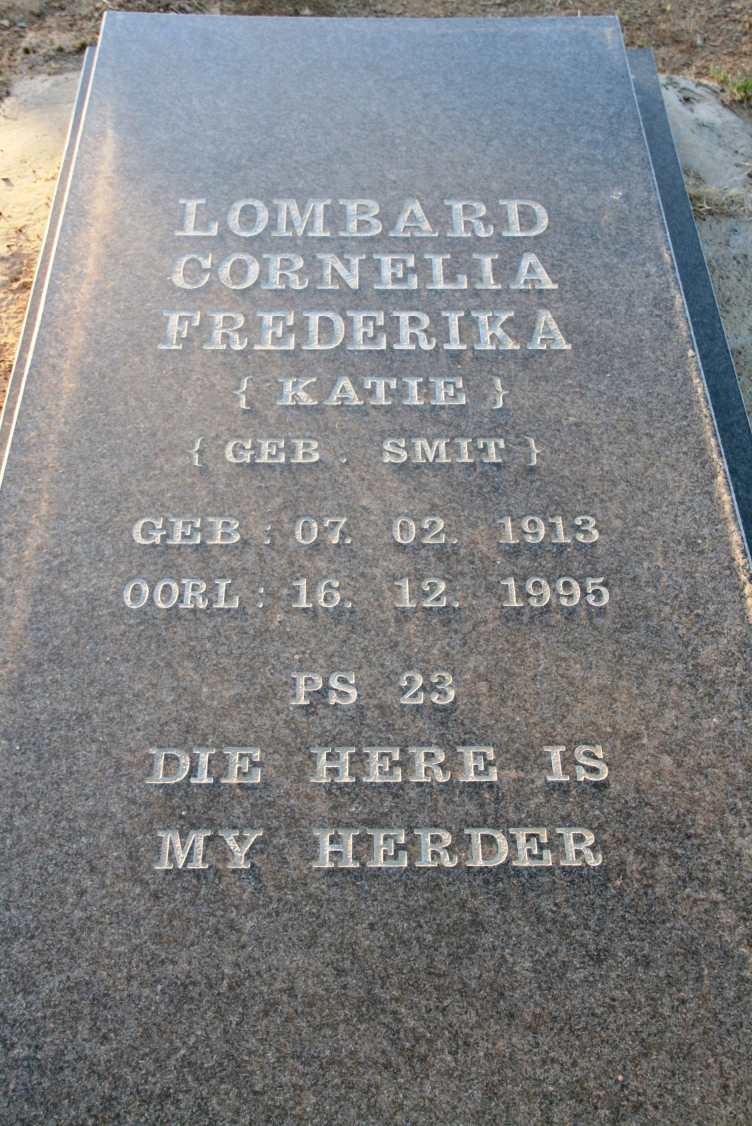 LOMBARD
CORNELIA
FREDERIKA
{ KATIE }
{ GEB. SMIT }
GEB: 07. 02. 1913
OORL: 16. 12. 1995
PS 23
DIE HERE IS
MY HERDER